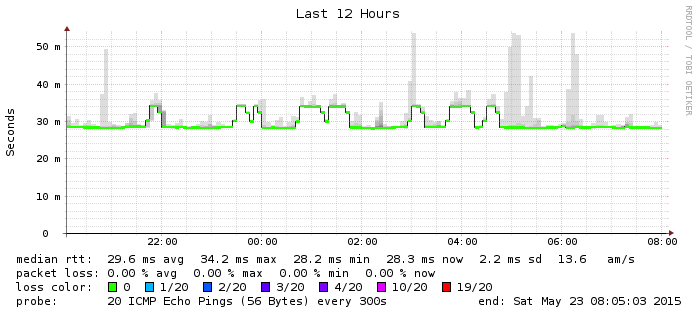 Last 12 Hours
RRDTOOL / TOBI OETIKER
Seconds
50 m
40 m
30 m
20 m
10 m
0
22:00 00:00 02:00 04:00 06:00 08:00
median rtt: 29.6 ms avg 34.2 ms max 28.2 ms min 28.3 ms now 2.2 ms sd 13.6 am/s
packet loss: 0.00 % avg 0.00 % max 0.00 % min 0.00 % now
loss color: 0 1/20 2/20 3/20 4/20 10/20 19/20
probe: 20 ICMP Echo Pings (56 Bytes) every 300s end: Sat May 23 08:05:03 2015